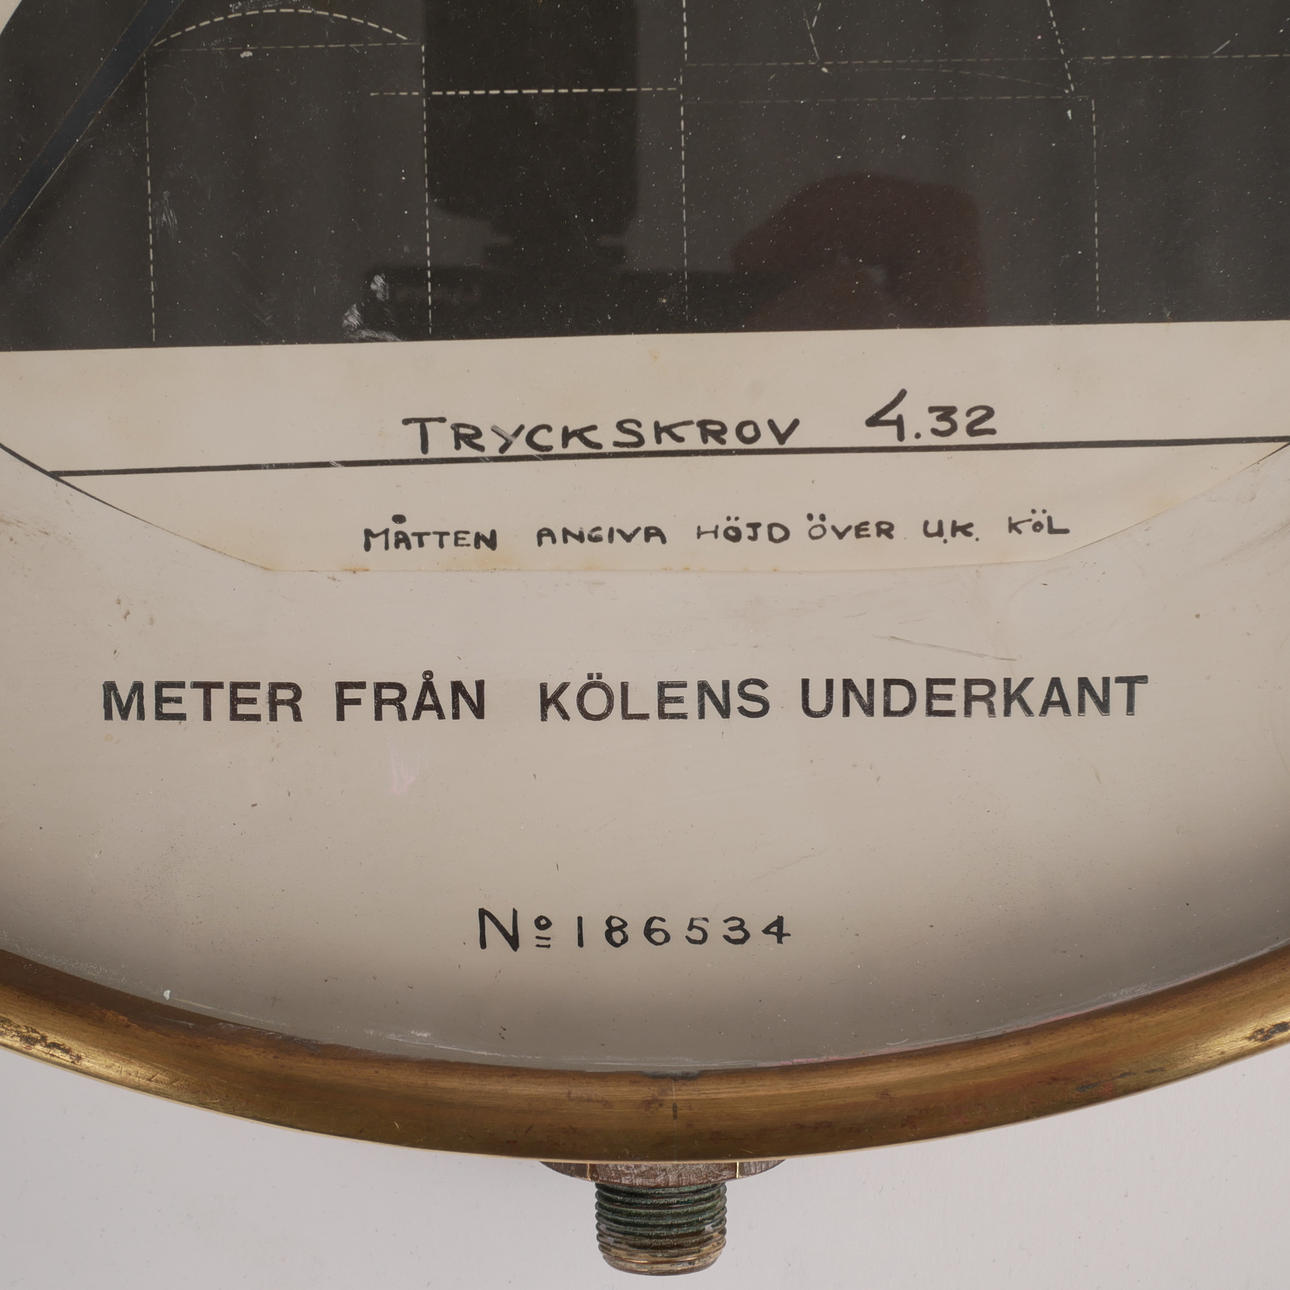 TRYCKSKROV 4.32
MÅTTEN ANGIVA HÖJD ÖVER U.K. KÖL
METER FRÅN KÖLENS UNDERKANT
Nº 186534